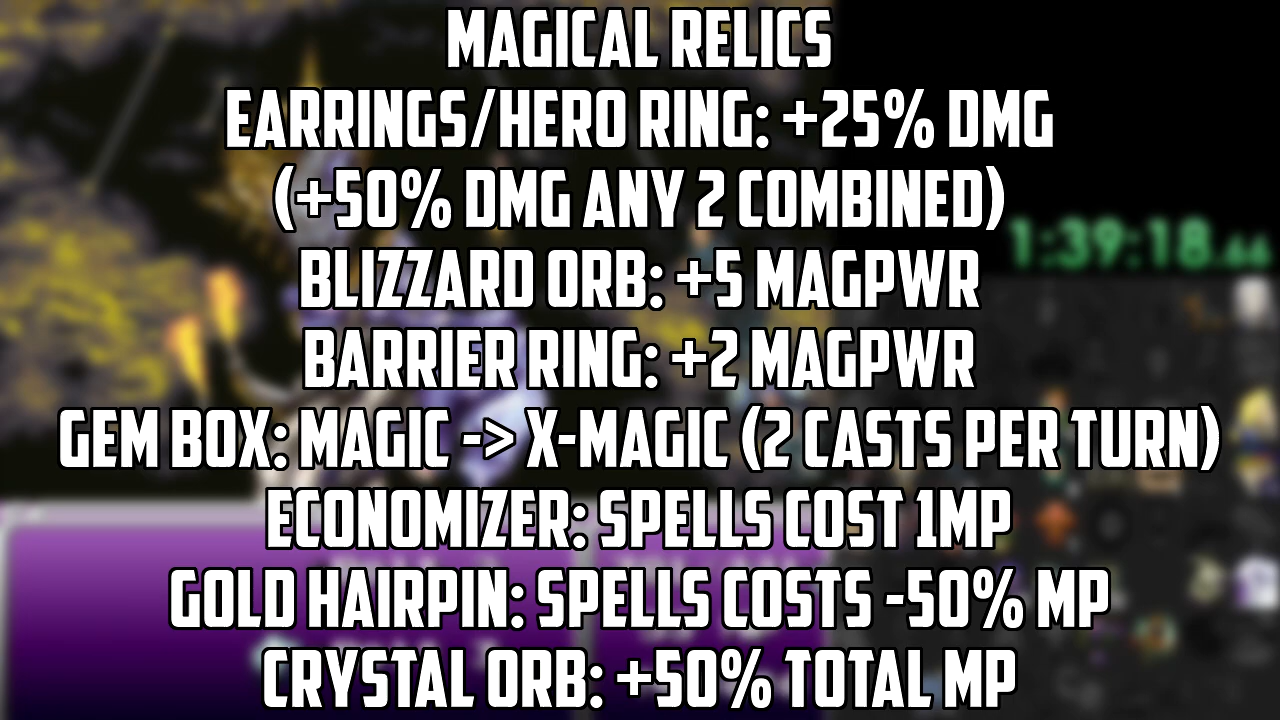 MAGICAL RELICS
EARRINGS/HERO RING: +25% DMG
(+50% DMG ANY 2 COMBINED)
1:39:18.66
BLIZZARD ORB: +5 MAGPWR
BARRIER RING: +2 MAGPWR
GEM BOX: MAGIC -> X-MAGIC (2 CASTS PER TURN)
ECONOMIZER: SPELLS COST 1MP
GOLD HAIRPIN: SPELLS COSTS -50% MP
CRYSTAL ORB: +50% TOTAL MP